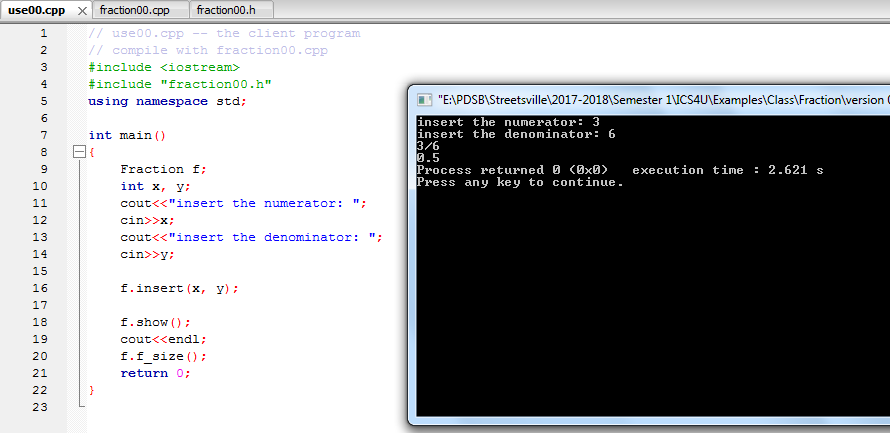 use00.cpp fraction00.cpp fraction00.h
1 // use00.cpp -- the client program
2 // compile with fraction00.cpp
3 #include <iostream>
4 #include "fraction00.h"
5 using namespace std;
6
7 int main()
8 {
9 Fraction f;
10 int x, y;
11 cout<<"insert the numerator: ";
12 cin>>x;
13 cout<<"insert the denominator: ";
14 cin>>y;
15
16 f.insert(x, y);
17
18 f.show();
19 cout<<endl;
20 f.f_size();
21 return 0;
22 }
23
"E:\PDSB\Streetsville\2017-2018\Semester 1\ICS4U\Examples\Class\Fraction\version 0
insert the numerator: 3
insert the denominator: 6
3/6
0.5
Process returned 0 (0x0) execution time : 2.621 s
Press any key to continue.